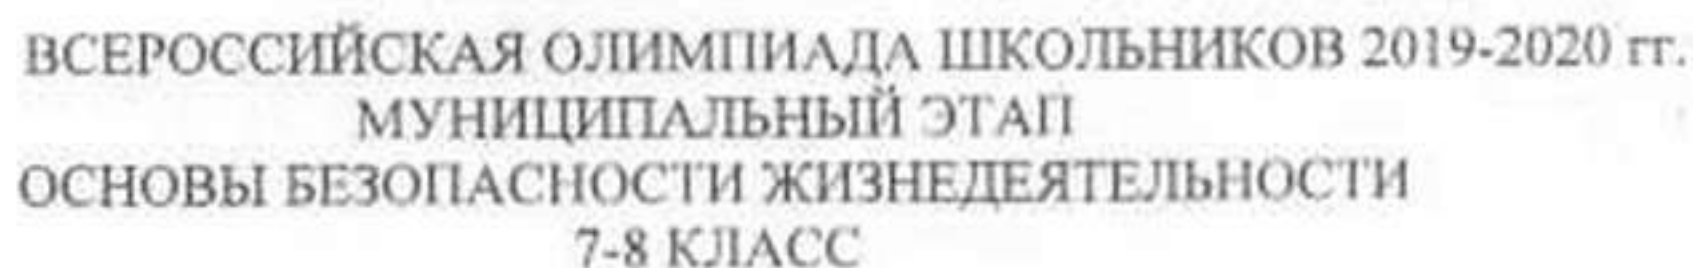 ВСЕРОССИЙСКАЯ ОЛИМПИАДА ШКОЛЬНИКОВ 2019-2020 гг.
МУНИЦИПАЛЬНЫЙ ЭТАП
ОСНОВЫ БЕЗОПАСНОСТИ ЖИЗНЕДЕЯТЕЛЬНОСТИ
7-8 КЛАСС